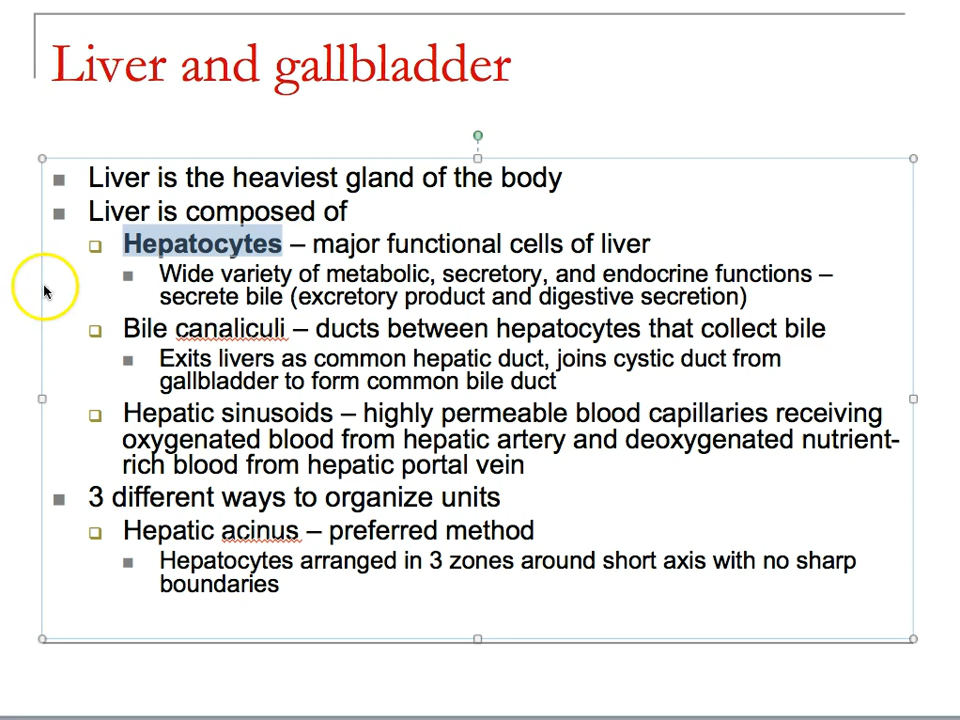 Liver and gallbladder
Liver is the heaviest gland of the body
Liver is composed of
Hepatocytes – major functional cells of liver
Wide variety of metabolic, secretory, and endocrine functions –
secrete bile (excretory product and digestive secretion)
Bile canaliculi – ducts between hepatocytes that collect bile
Exits livers as common hepatic duct, joins cystic duct from
gallbladder to form common bile duct
Hepatic sinusoids – highly permeable blood capillaries receiving
oxygenated blood from hepatic artery and deoxygenated nutrient-
rich blood from hepatic portal vein
3 different ways to organize units
Hepatic acinus – preferred method
Hepatocytes arranged in 3 zones around short axis with no sharp
boundaries